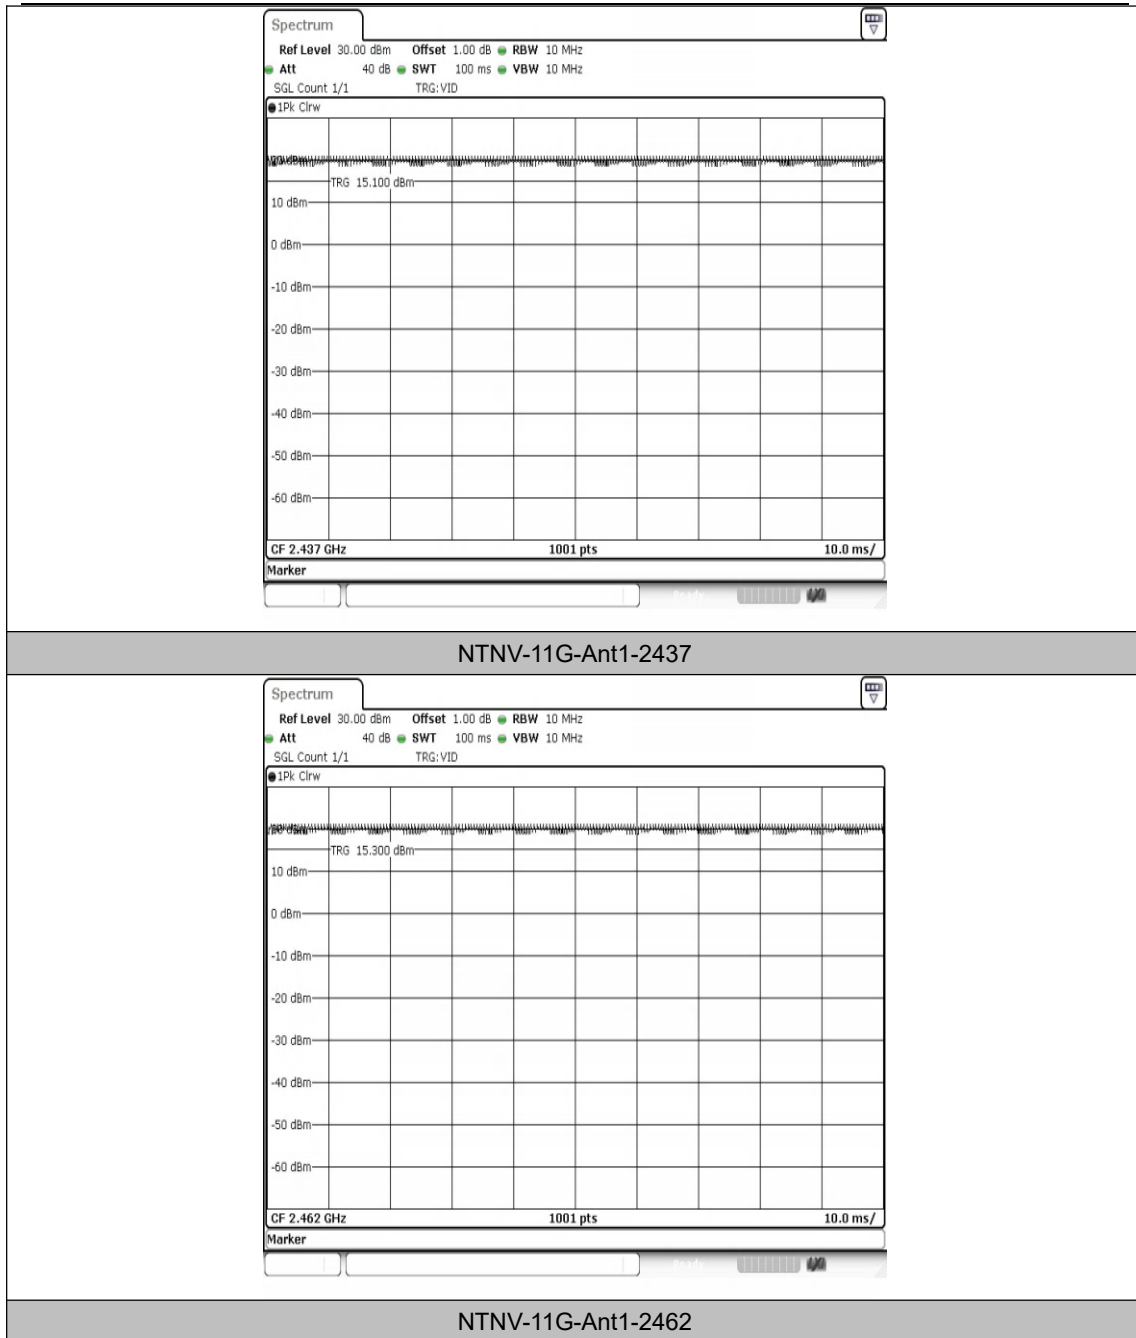 Spectrum
Ref Level 30.00 dBm Offset 1.00 dB RBW 10 MHz
Att 40 dB SWT 100 ms VBW 10 MHz
SGL Count 1/1 TRG:VID
1Pk Clrw
20 dBm
TRG 15.100 dBm
10 dBm
0 dBm
-10 dBm
-20 dBm
-30 dBm
-40 dBm
-50 dBm
-60 dBm
CF 2.437 GHz 1001 pts 10.0 ms/
Marker
Ready
NTNV-11G-Ant1-2437
Spectrum
Ref Level 30.00 dBm Offset 1.00 dB RBW 10 MHz
Att 40 dB SWT 100 ms VBW 10 MHz
SGL Count 1/1 TRG:VID
1Pk Clrw
20 dBm
TRG 15.300 dBm
10 dBm
0 dBm
-10 dBm
-20 dBm
-30 dBm
-40 dBm
-50 dBm
-60 dBm
CF 2.462 GHz 1001 pts 10.0 ms/
Marker
Ready
NTNV-11G-Ant1-2462